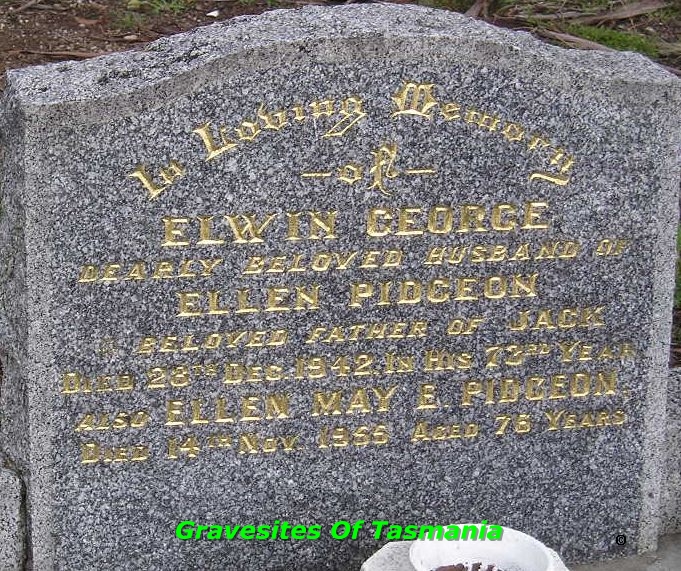 In Loving Memory
— of —
ELWIN GEORGE
DEARLY BELOVED HUSBAND OF
ELLEN PIDGEON
& BELOVED FATHER OF JACK
DIED 28TH DEC. 1942. IN HIS 73RD YEAR
ALSO ELLEN MAY E. PIDGEON.
DIED 14TH NOV. 1966 AGED 76 YEARS
Gravesites Of Tasmania
©